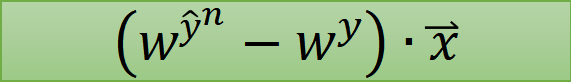 (w^{ŷ^n} − w^y) · x⃗